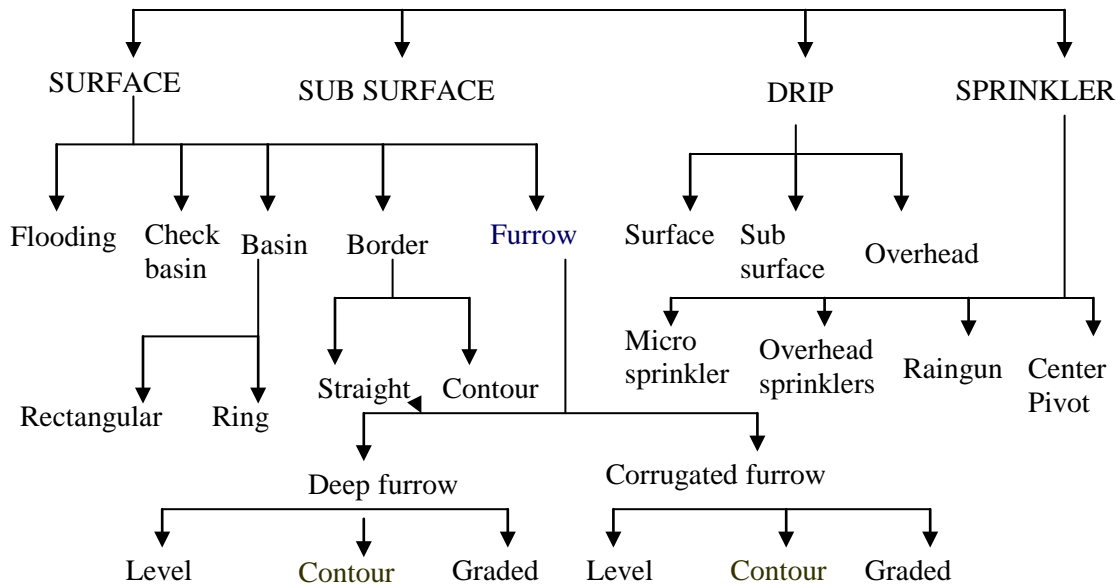 SURFACE
SUB SURFACE
DRIP
SPRINKLER
Flooding
Check
basin
Basin
Border
Furrow
Surface
Sub
surface
Overhead
Micro
sprinkler
Overhead
sprinklers
Raingun
Center
Pivot
Rectangular
Ring
Straight
Contour
Deep furrow
Corrugated furrow
Level
Contour
Graded
Level
Contour
Graded